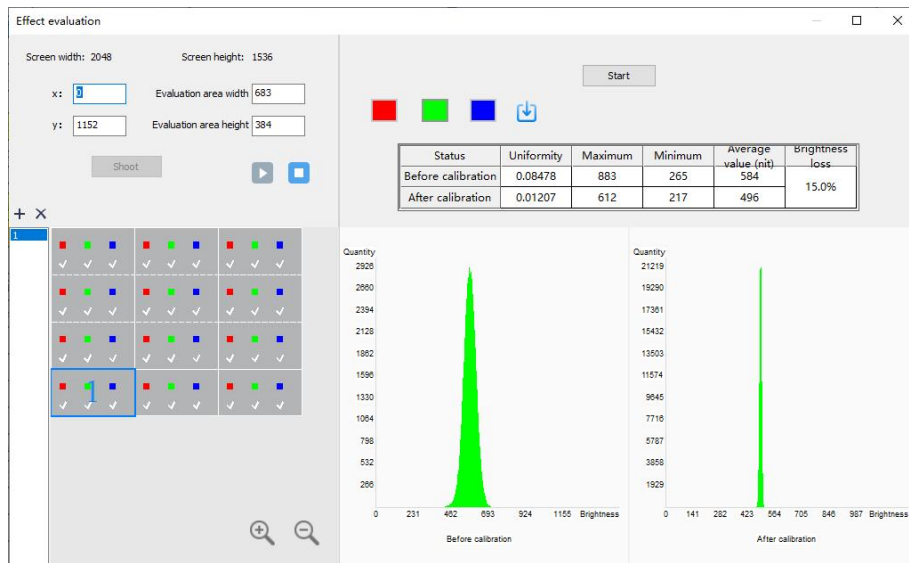 Effect evaluation
Screen width: 2048 Screen height: 1536
x: 0 Evaluation area width 683
y: 1152 Evaluation area height 384
Shoot
Start
Status Uniformity Maximum Minimum Average value (nit) Brightness loss
Before calibration 0.08478 883 265 584 15.0%
After calibration 0.01207 612 217 496
1
1
Quantity
2926
2660
2394
2128
1862
1596
1330
1064
798
532
266
0 231 462 693 924 1155 Brightness
Before calibration
Quantity
21219
19290
17361
15432
13503
11574
9645
7716
5787
3858
1929
0 141 282 423 564 705 846 987 Brightness
After calibration